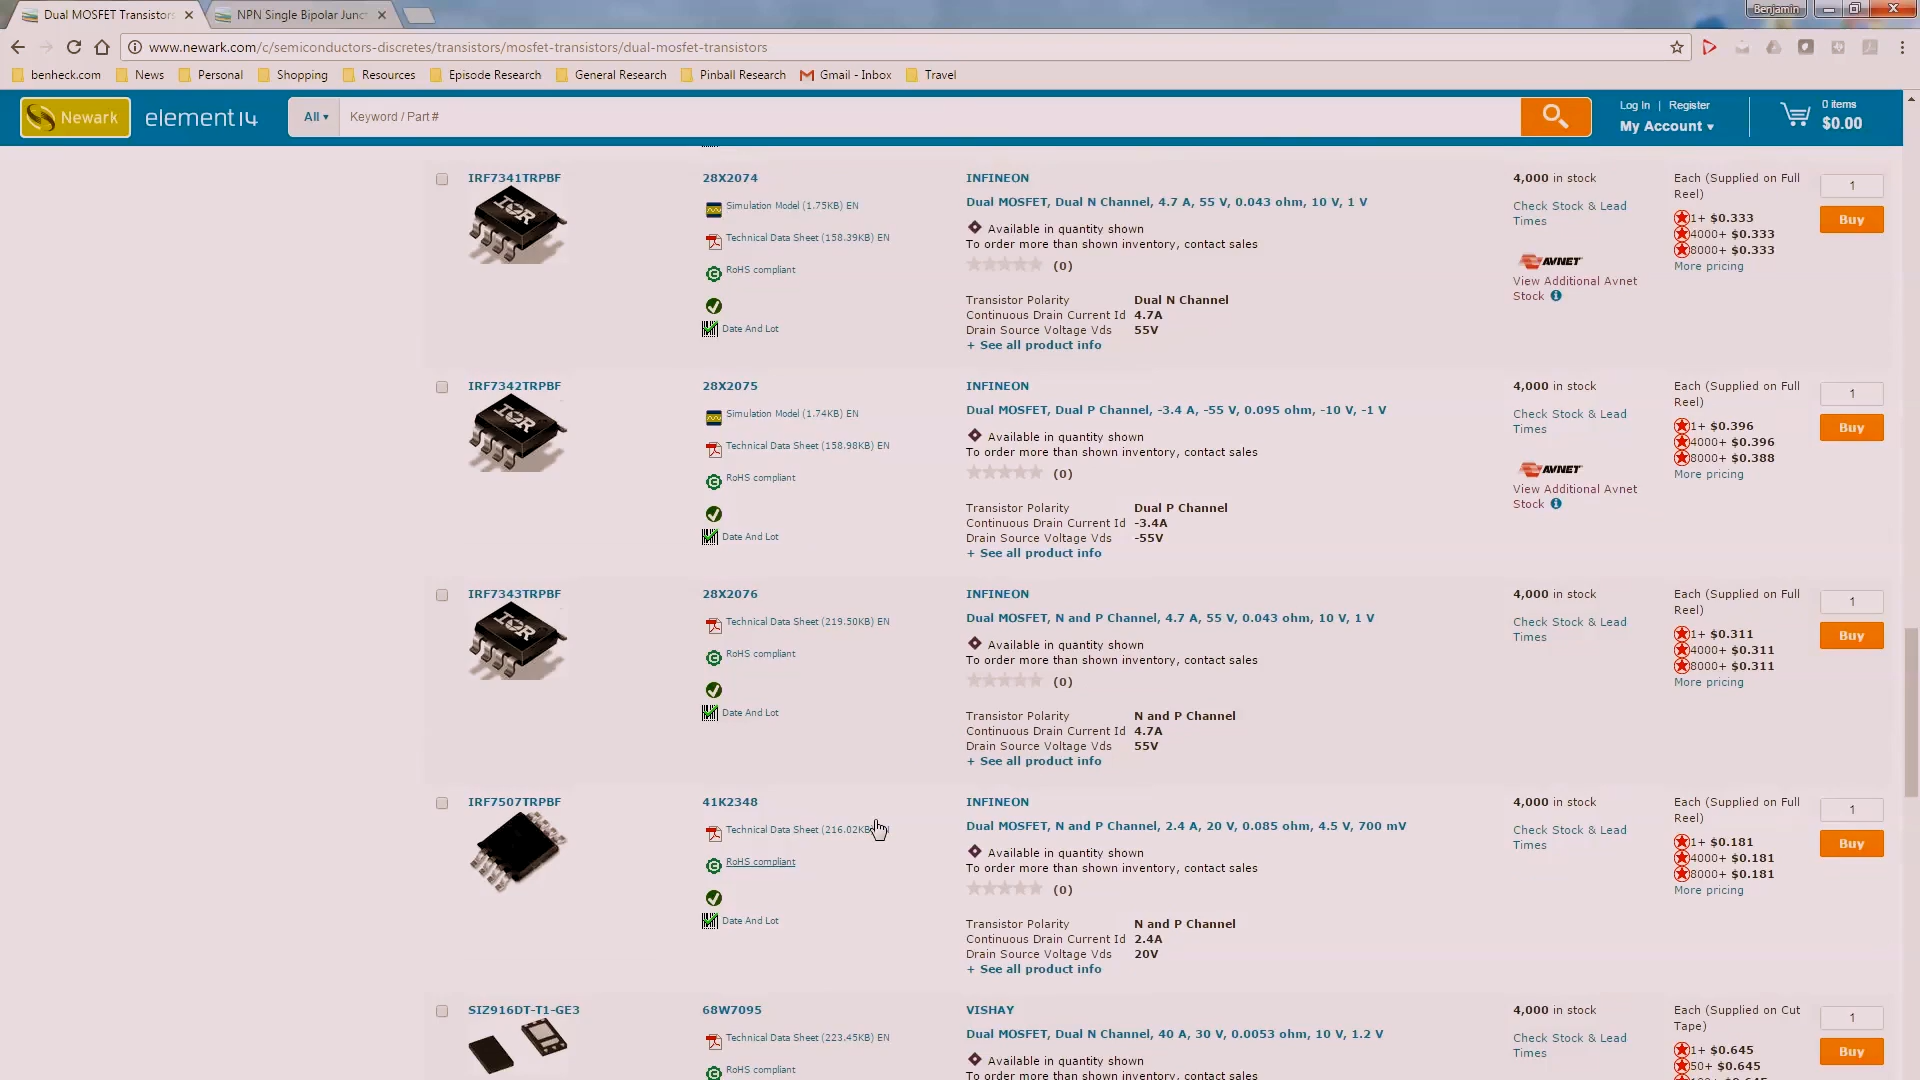 Dual MOSFET Transistors
NPN Single Bipolar Junc
Benjamin
www.newark.com/c/semiconductors-discretes/transistors/mosfet-transistors/dual-mosfet-transistors
benheck.com News Personal Shopping Resources Episode Research General Research Pinball Research Gmail - Inbox Travel
Newark element14 All Keyword / Part #
Log In | Register
My Account
0 items
$0.00
IRF7341TRPBF
IOR
28X2074
Simulation Model (1.75KB) EN
Technical Data Sheet (158.39KB) EN
RoHS compliant
Date And Lot
INFINEON
Dual MOSFET, Dual N Channel, 4.7 A, 55 V, 0.043 ohm, 10 V, 1 V
Available in quantity shown
To order more than shown inventory, contact sales
(0)
Transistor Polarity Dual N Channel
Continuous Drain Current Id 4.7A
Drain Source Voltage Vds 55V
+ See all product info
4,000 in stock
Check Stock & Lead
Times
AVNET
View Additional Avnet
Stock
Each (Supplied on Full
Reel)
1+ $0.333
4000+ $0.333
8000+ $0.333
More pricing
1
Buy
IRF7342TRPBF
IOR
28X2075
Simulation Model (1.74KB) EN
Technical Data Sheet (158.98KB) EN
RoHS compliant
Date And Lot
INFINEON
Dual MOSFET, Dual P Channel, -3.4 A, -55 V, 0.095 ohm, -10 V, -1 V
Available in quantity shown
To order more than shown inventory, contact sales
(0)
Transistor Polarity Dual P Channel
Continuous Drain Current Id -3.4A
Drain Source Voltage Vds -55V
+ See all product info
4,000 in stock
Check Stock & Lead
Times
AVNET
View Additional Avnet
Stock
Each (Supplied on Full
Reel)
1+ $0.396
4000+ $0.396
8000+ $0.388
More pricing
1
Buy
IRF7343TRPBF
IOR
28X2076
Technical Data Sheet (219.50KB) EN
RoHS compliant
Date And Lot
INFINEON
Dual MOSFET, N and P Channel, 4.7 A, 55 V, 0.043 ohm, 10 V, 1 V
Available in quantity shown
To order more than shown inventory, contact sales
(0)
Transistor Polarity N and P Channel
Continuous Drain Current Id 4.7A
Drain Source Voltage Vds 55V
+ See all product info
4,000 in stock
Check Stock & Lead
Times
Each (Supplied on Full
Reel)
1+ $0.311
4000+ $0.311
8000+ $0.311
More pricing
1
Buy
IRF7507TRPBF
41K2348
Technical Data Sheet (216.02KB)
RoHS compliant
Date And Lot
INFINEON
Dual MOSFET, N and P Channel, 2.4 A, 20 V, 0.085 ohm, 4.5 V, 700 mV
Available in quantity shown
To order more than shown inventory, contact sales
(0)
Transistor Polarity N and P Channel
Continuous Drain Current Id 2.4A
Drain Source Voltage Vds 20V
+ See all product info
4,000 in stock
Check Stock & Lead
Times
Each (Supplied on Full
Reel)
1+ $0.181
4000+ $0.181
8000+ $0.181
More pricing
1
Buy
SIZ916DT-T1-GE3
68W7095
Technical Data Sheet (223.45KB) EN
RoHS compliant
VISHAY
Dual MOSFET, Dual N Channel, 40 A, 30 V, 0.0053 ohm, 10 V, 1.2 V
Available in quantity shown
To order more than shown inventory, contact sales
4,000 in stock
Check Stock & Lead
Times
Each (Supplied on Cut
Tape)
1+ $0.645
50+ $0.645
1
Buy